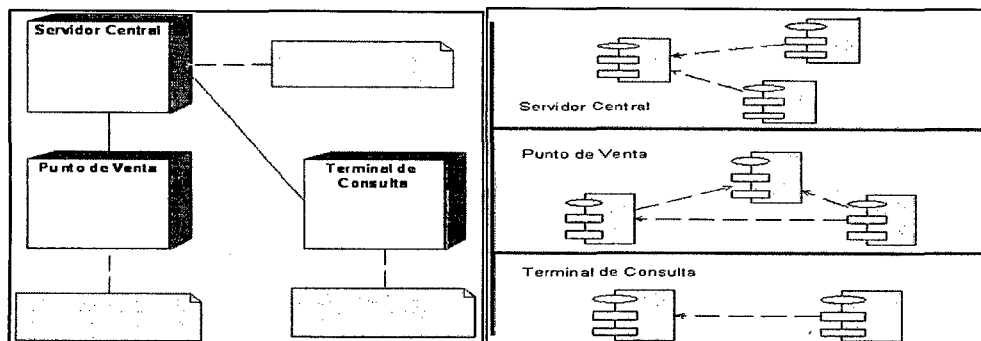 Servidor Central
Punto de Venta
Terminal de
Consulta
Servidor Central
Punto de Venta
Terminal de Consulta